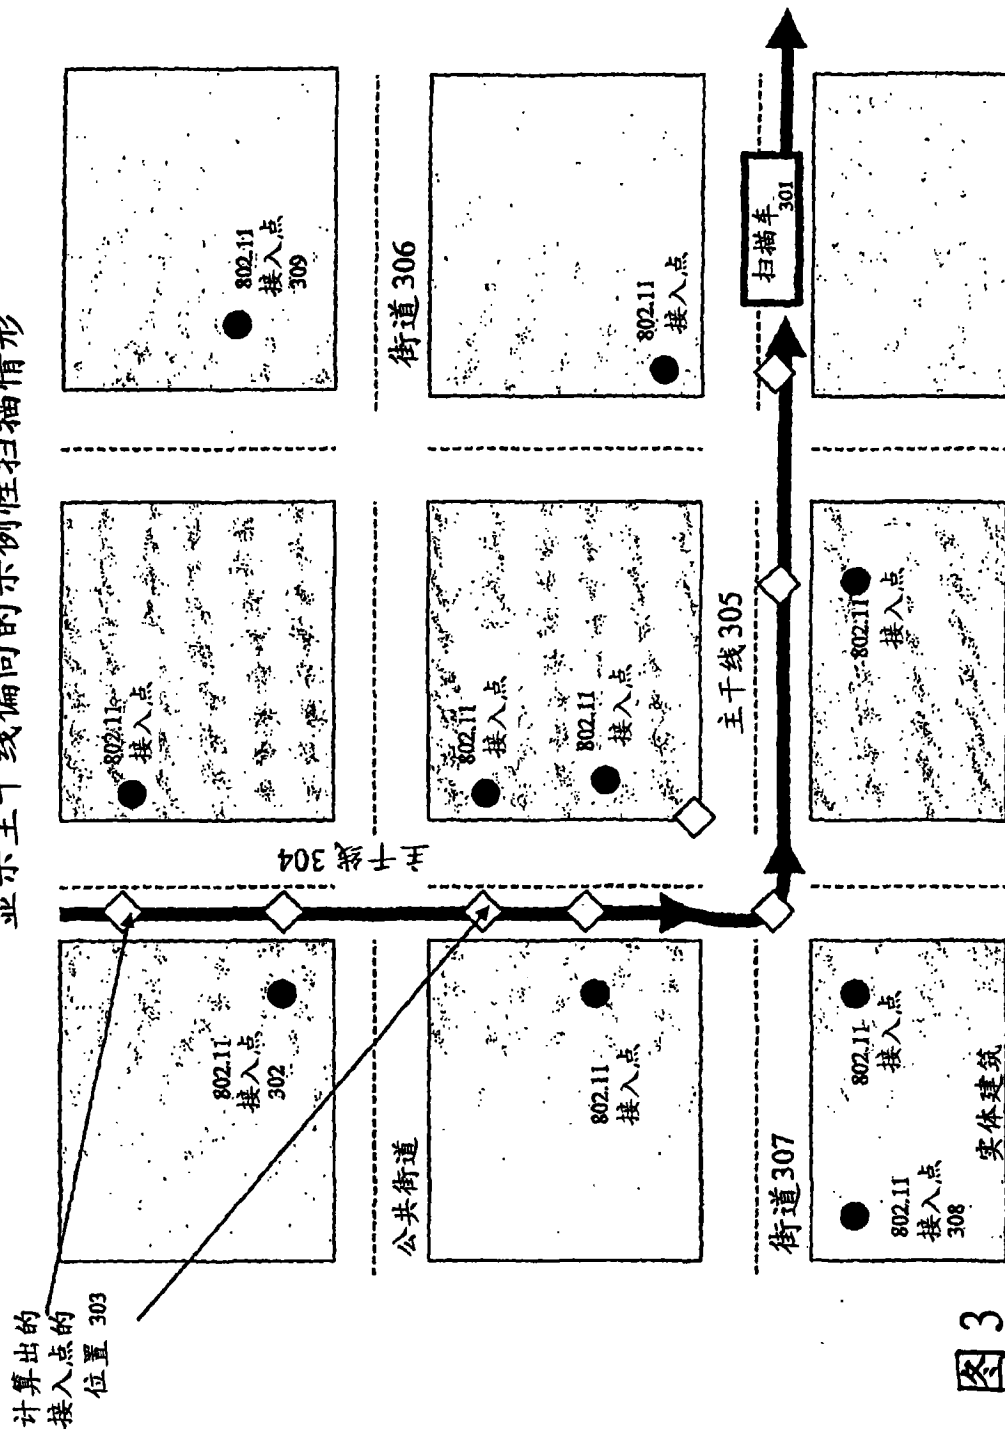 显示主干线偏向的示例性扫描情形
计算出的
接入点的
位置 303
802.11
接入点
802.11
接入点
309
802.11
接入点
302
主干线 304
公共街道
街道 306
802.11
接入点
802.11
接入点
802.11
接入点
802.11
接入点
街道 307
主干线 305
扫描车
301
802.11
接入点
308
802.11
接入点
802.11
接入点
实体建筑
图 3